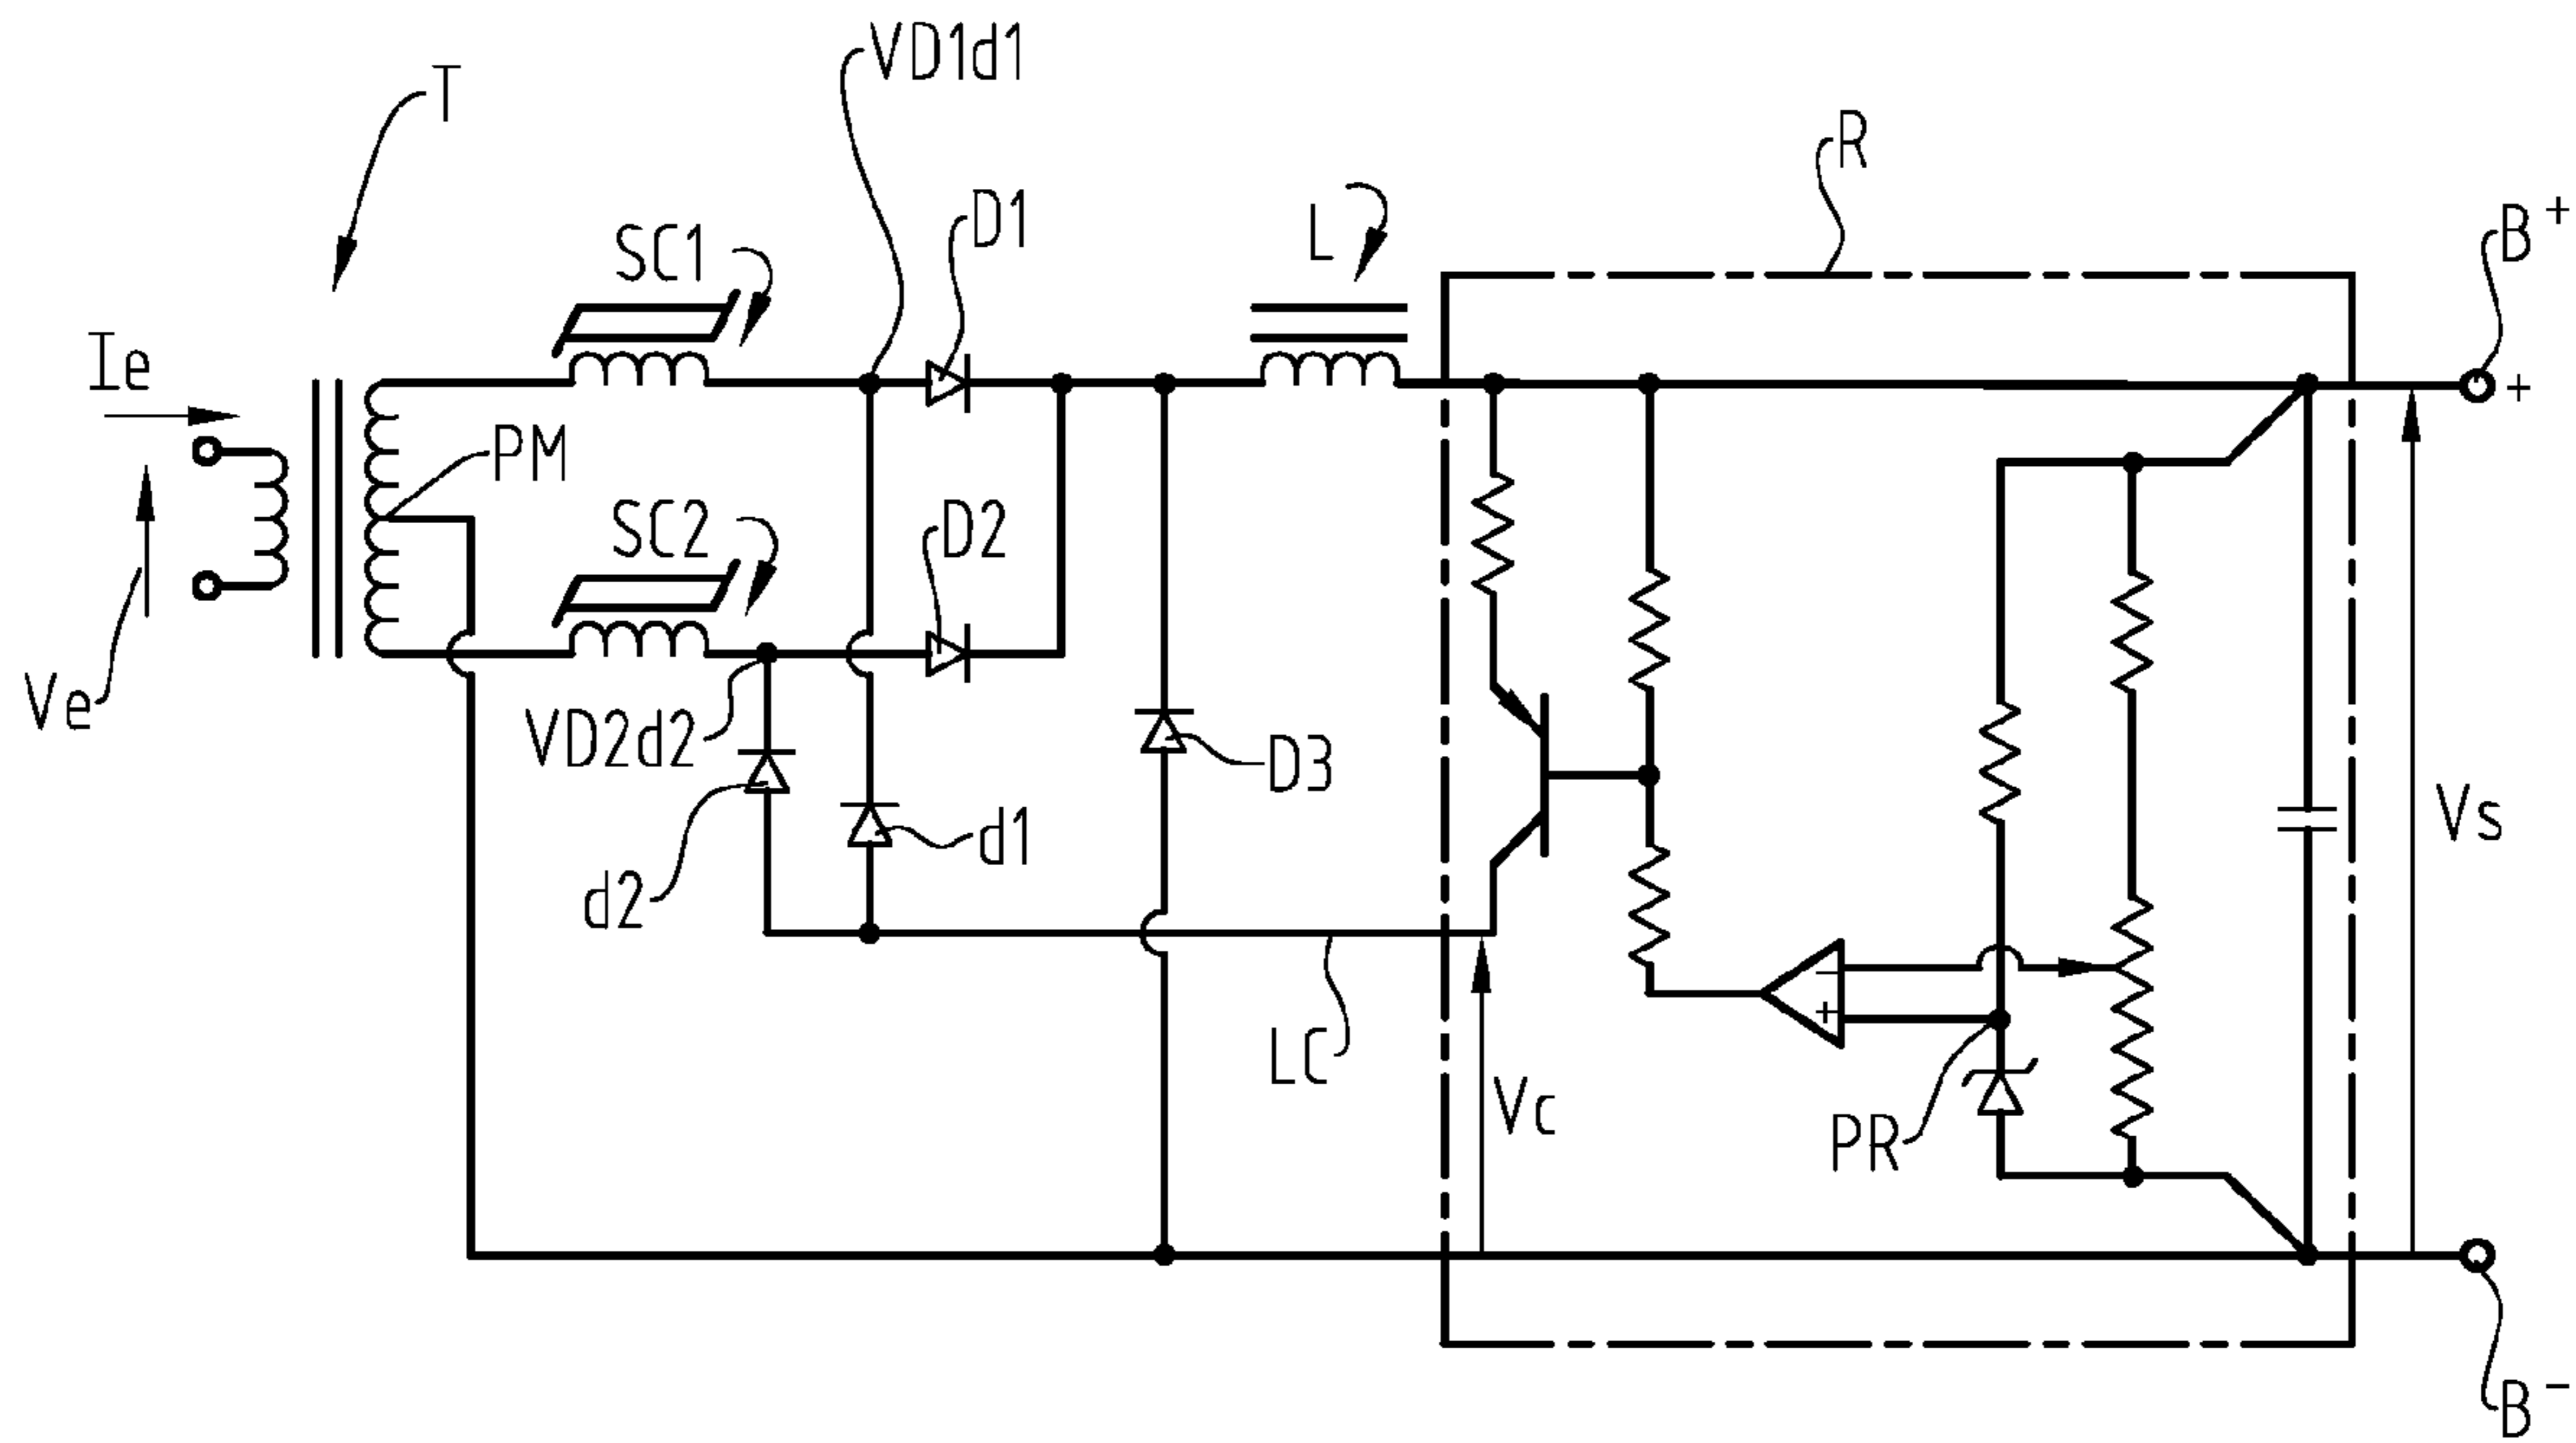 VD1d1
T
R
D1
L
B+
SC1
Ie
+
PM
SC2
D2
Ve
VD2d2
D3
Vs
d1
d2
−
+
LC
Vc
PR
B−